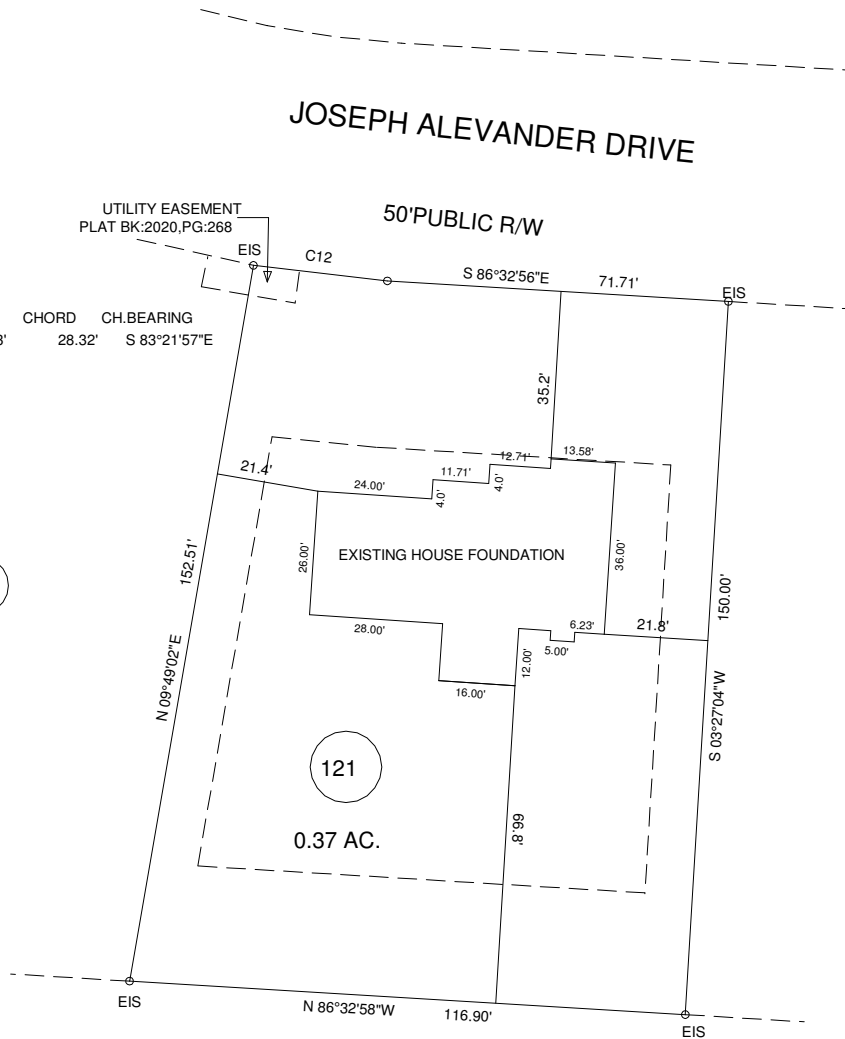 JOSEPH ALEVANDER DRIVE
UTILITY EASEMENT
PLAT BK:2020,PG:268
50'PUBLIC R/W
EIS
C12
S 86°32'56"E
71.71'
EIS
CHORD CH.BEARING
28.32' S 83°21'57"E
35.2'
21.4'
24.00'
11.71'
12.71'
13.58'
4.0'
4.0'
152.51'
26.00'
EXISTING HOUSE FOUNDATION
36.00'
150.00'
28.00'
6.23'
21.8'
5.00'
12.00'
16.00'
N 09°49'02"E
S 03°27'04"W
121
66.8'
0.37 AC.
EIS
N 86°32'58"W
116.90'
EIS